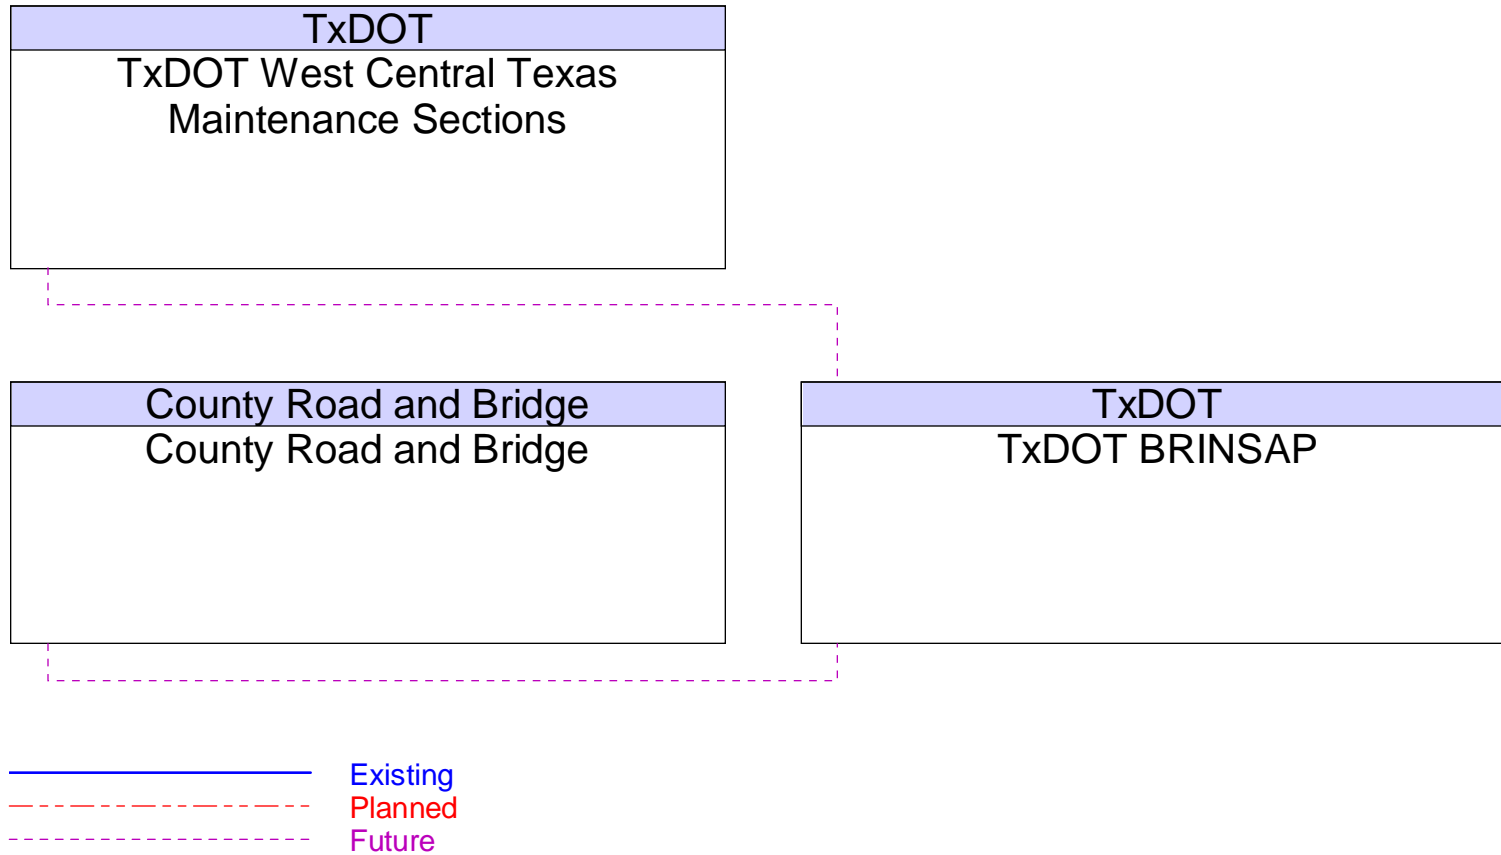 TxDOT
TxDOT West Central Texas
Maintenance Sections
County Road and Bridge
County Road and Bridge
TxDOT
TxDOT BRINSAP
Existing
Planned
Future